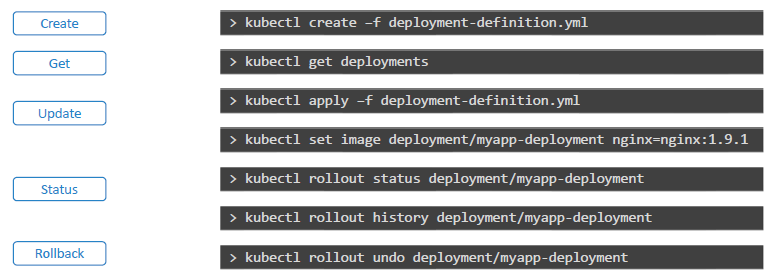 Create
> kubectl create –f deployment-definition.yml
Get
> kubectl get deployments
Update
> kubectl apply –f deployment-definition.yml
> kubectl set image deployment/myapp-deployment nginx=nginx:1.9.1
Status
> kubectl rollout status deployment/myapp-deployment
> kubectl rollout history deployment/myapp-deployment
Rollback
> kubectl rollout undo deployment/myapp-deployment